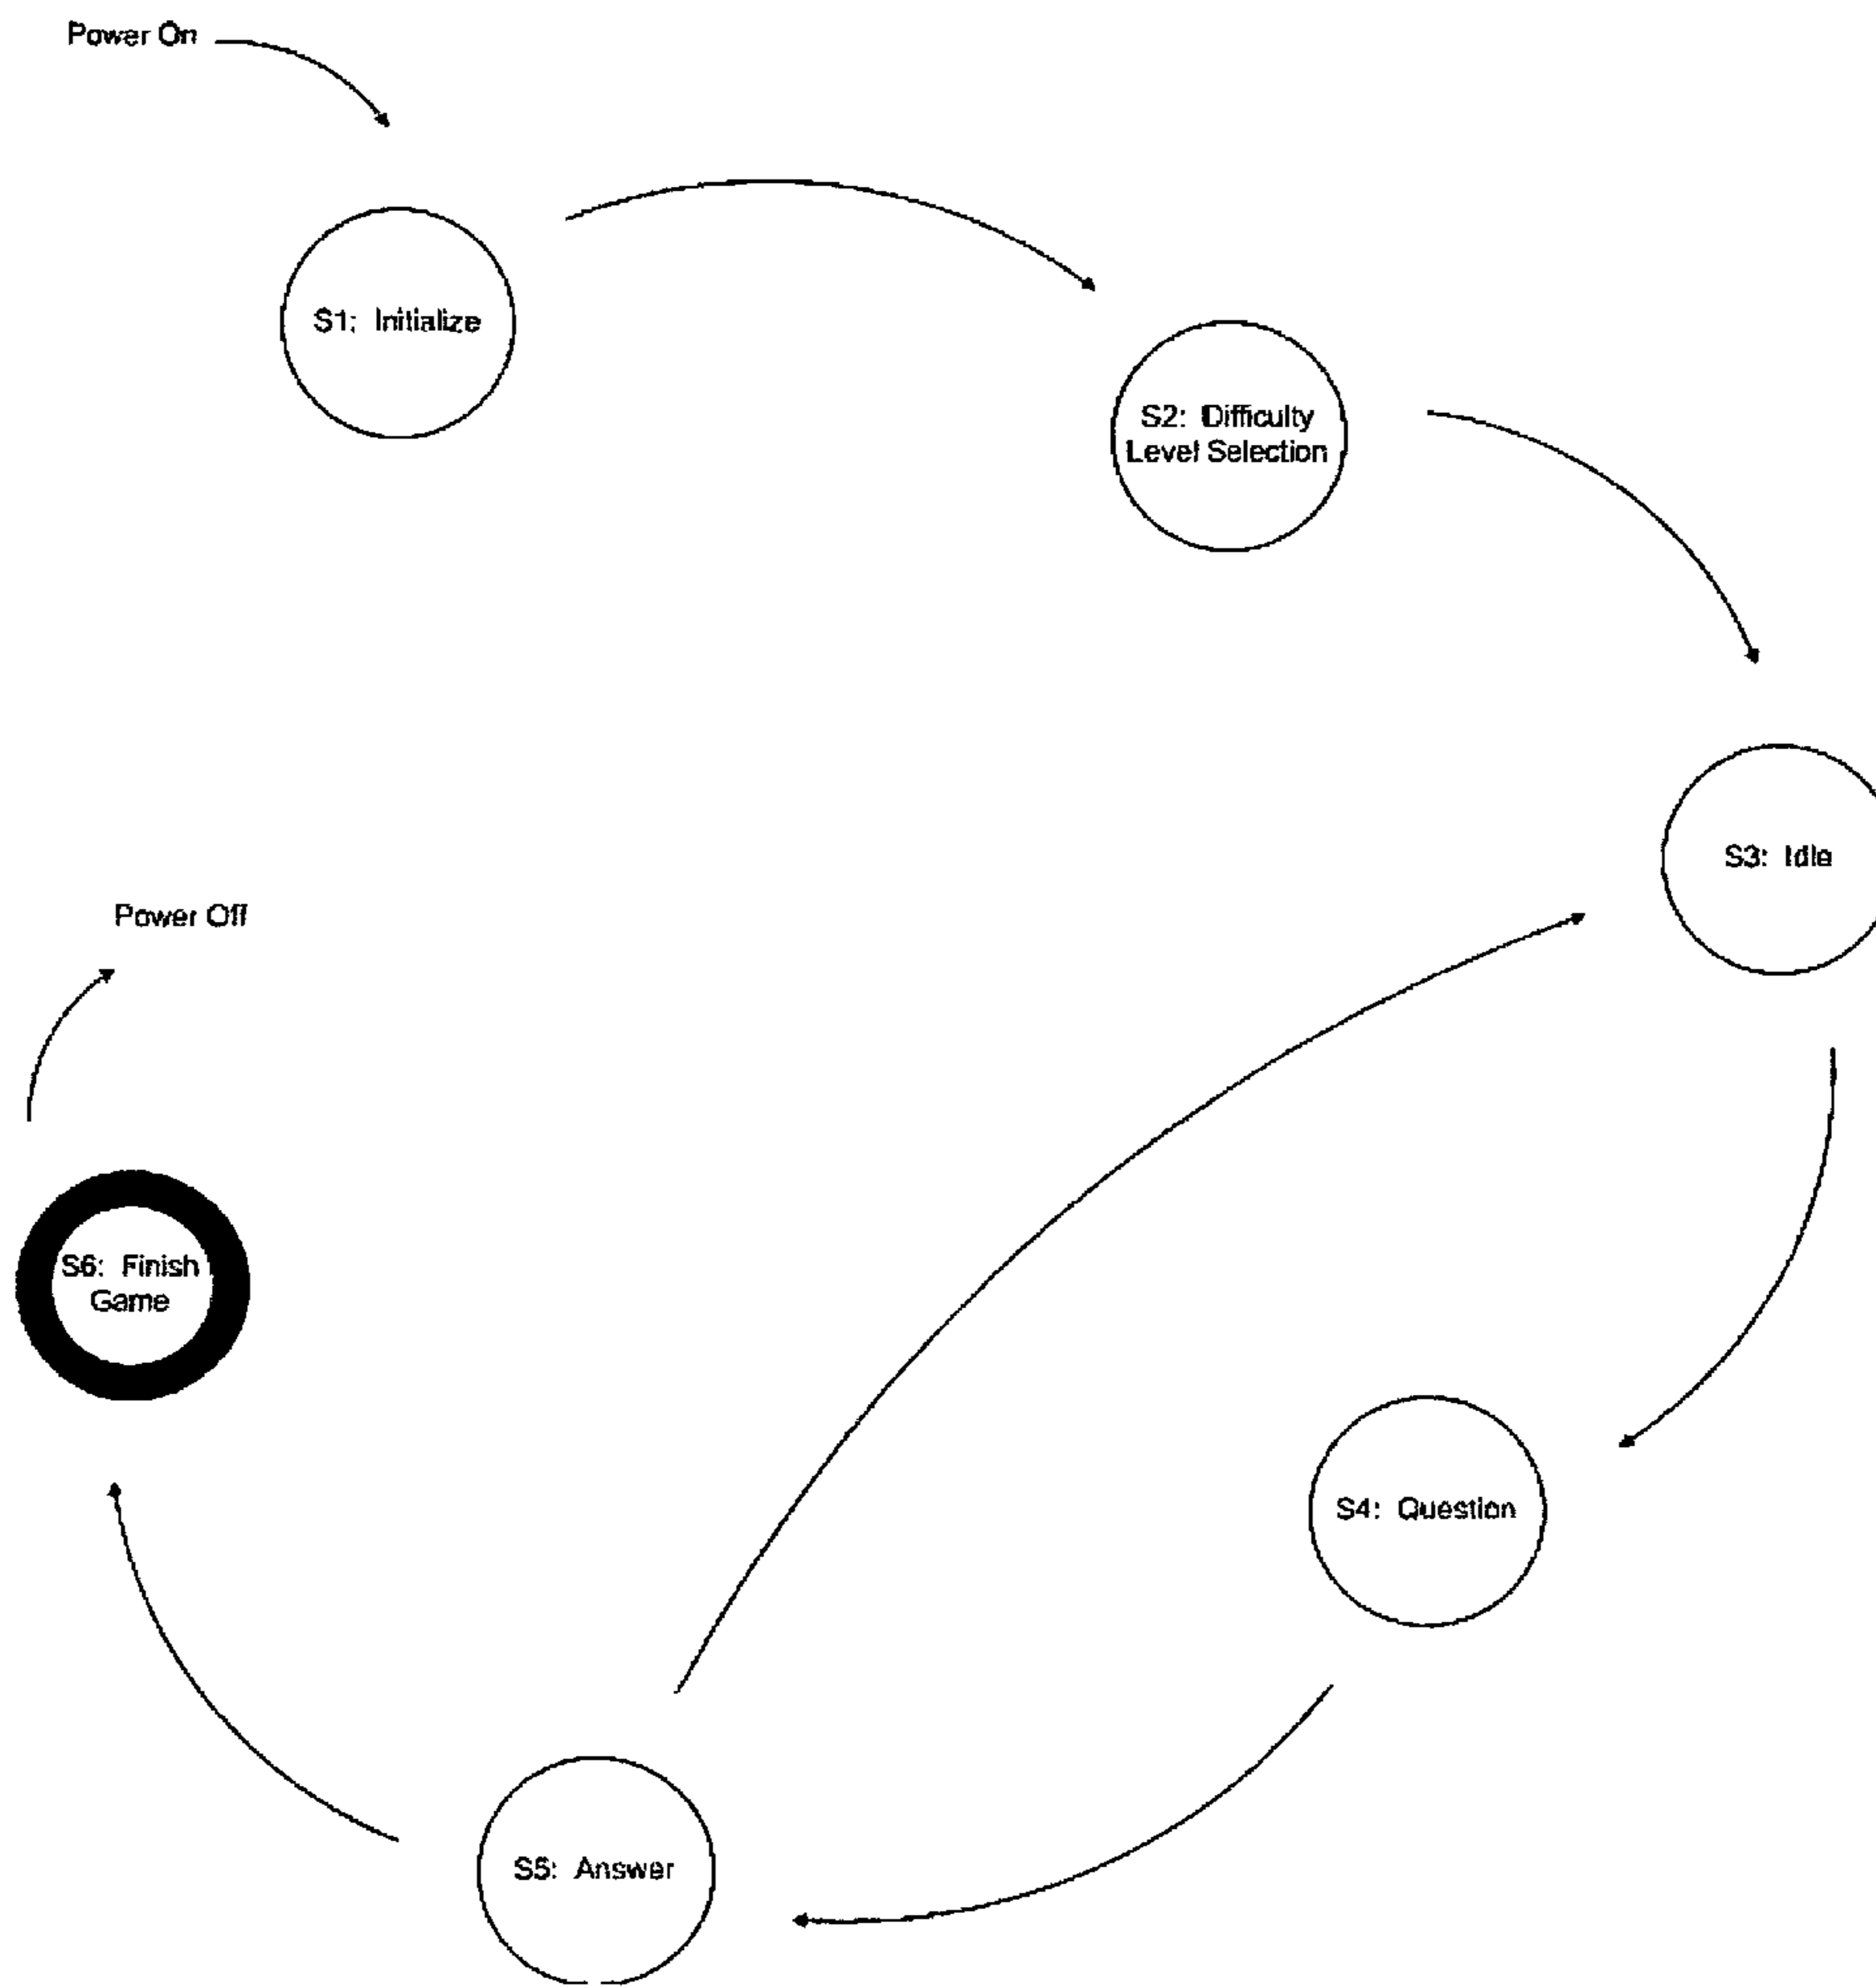 Power On
S1: Initialize
S2: Difficulty
Level Selection
S3: Idle
Power Off
S6: Finish
Game
S4: Question
S5: Answer